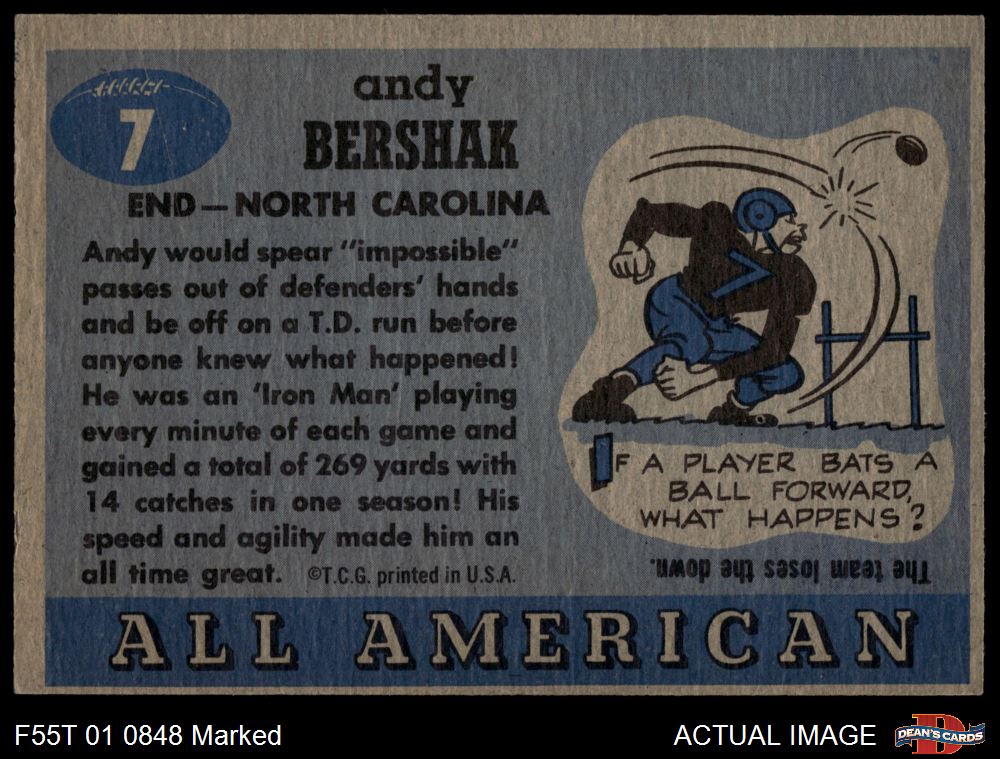 7
andy
BERSHAK
END—NORTH CAROLINA
Andy would spear "impossible"
passes out of defenders' hands
and be off on a T.D. run before
anyone knew what happened!
He was an 'Iron Man' playing
every minute of each game and
gained a total of 269 yards with
14 catches in one season! His
speed and agility made him an
all time great. ©T.C.G. printed in U.S.A.
IF A PLAYER BATS A
BALL FORWARD,
WHAT HAPPENS?
The team loses the down.
ALL AMERICAN
F55T 01 0848 Marked
ACTUAL IMAGE
D
DEAN'S CARDS